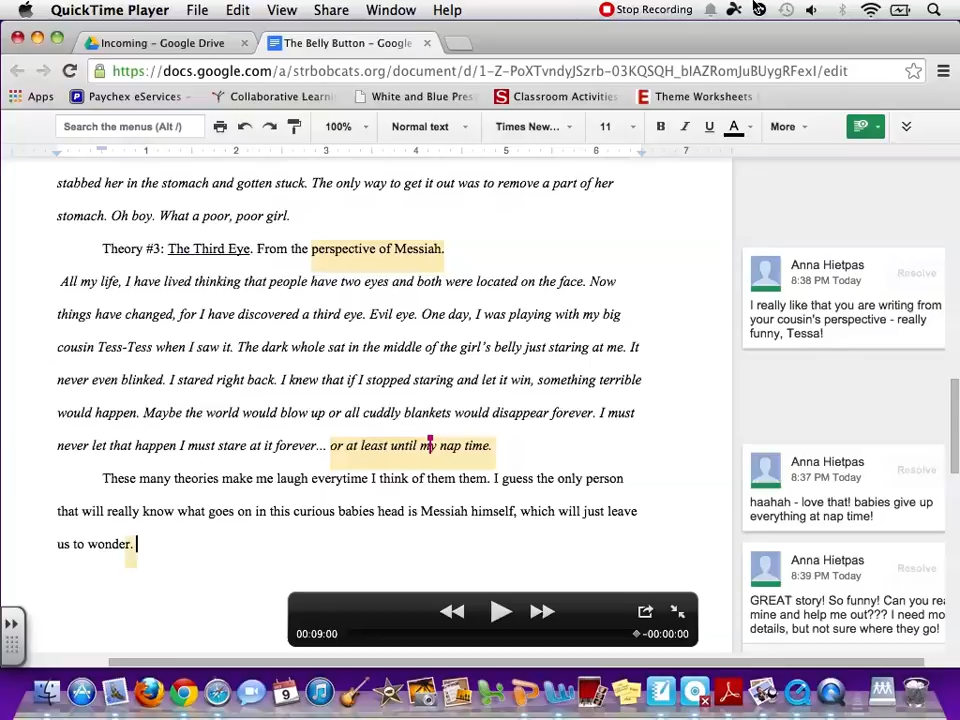 QuickTime Player File Edit View Share Window Help Stop Recording
Incoming – Google Drive The Belly Button – Google
https://docs.google.com/a/strbobcats.org/document/d/1-Z-PoXTvndyJSzrb-03KQSQH_bIAZRomJuBUygRFexI/edit
Apps Paychex eServices Collaborative Learni White and Blue Pres Classroom Activities Theme Worksheets
Search the menus (Alt /) 100% Normal text Times New... 11 B I U A More
1 2 3 4 5 6 7
stabbed her in the stomach and gotten stuck. The only way to get it out was to remove a part of her
stomach. Oh boy. What a poor, poor girl.
Theory #3: The Third Eye. From the perspective of Messiah.
All my life, I have lived thinking that people have two eyes and both were located on the face. Now
things have changed, for I have discovered a third eye. Evil eye. One day, I was playing with my big
cousin Tess-Tess when I saw it. The dark whole sat in the middle of the girl's belly just staring at me. It
never even blinked. I stared right back. I knew that if I stopped staring and let it win, something terrible
would happen. Maybe the world would blow up or all cuddly blankets would disappear forever. I must
never let that happen I must stare at it forever... or at least until my nap time.
These many theories make me laugh everytime I think of them them. I guess the only person
that will really know what goes on in this curious babies head is Messiah himself, which will just leave
us to wonder.
Anna Hietpas
8:38 PM Today
Resolve
I really like that you are writing from
your cousin's perspective - really
funny, Tessa!
Anna Hietpas
8:37 PM Today
Resolve
haahah - love that! babies give up
everything at nap time!
Anna Hietpas
8:39 PM Today
Resolve
GREAT story! So funny! Can you rea
mine and help me out??? I need mo
details, but not sure where they go!
00:09:00 -00:00:00